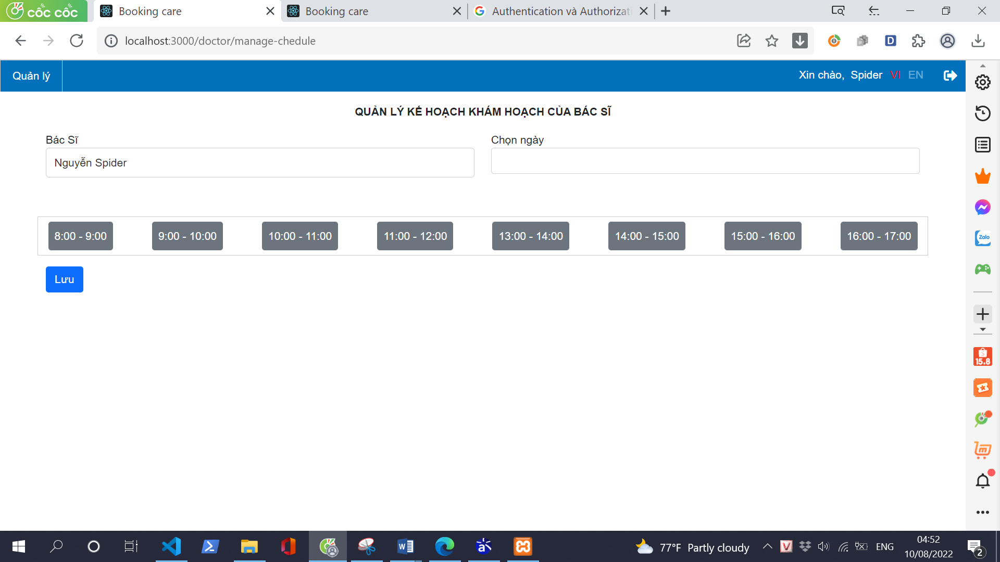 cốc cốc
Booking care
Booking care
Authentication và Authorizati
localhost:3000/doctor/manage-chedule
D
Quản lý
Xin chào, Spider VI EN
QUẢN LÝ KẾ HOẠCH KHÁM HOẠCH CỦA BÁC SĨ
Bác Sĩ
Chọn ngày
Nguyễn Spider
8:00 - 9:00
9:00 - 10:00
10:00 - 11:00
11:00 - 12:00
13:00 - 14:00
14:00 - 15:00
15:00 - 16:00
16:00 - 17:00
Lưu
Zalo
15.8
77°F Partly cloudy
V
ENG
04:52
10/08/2022
2